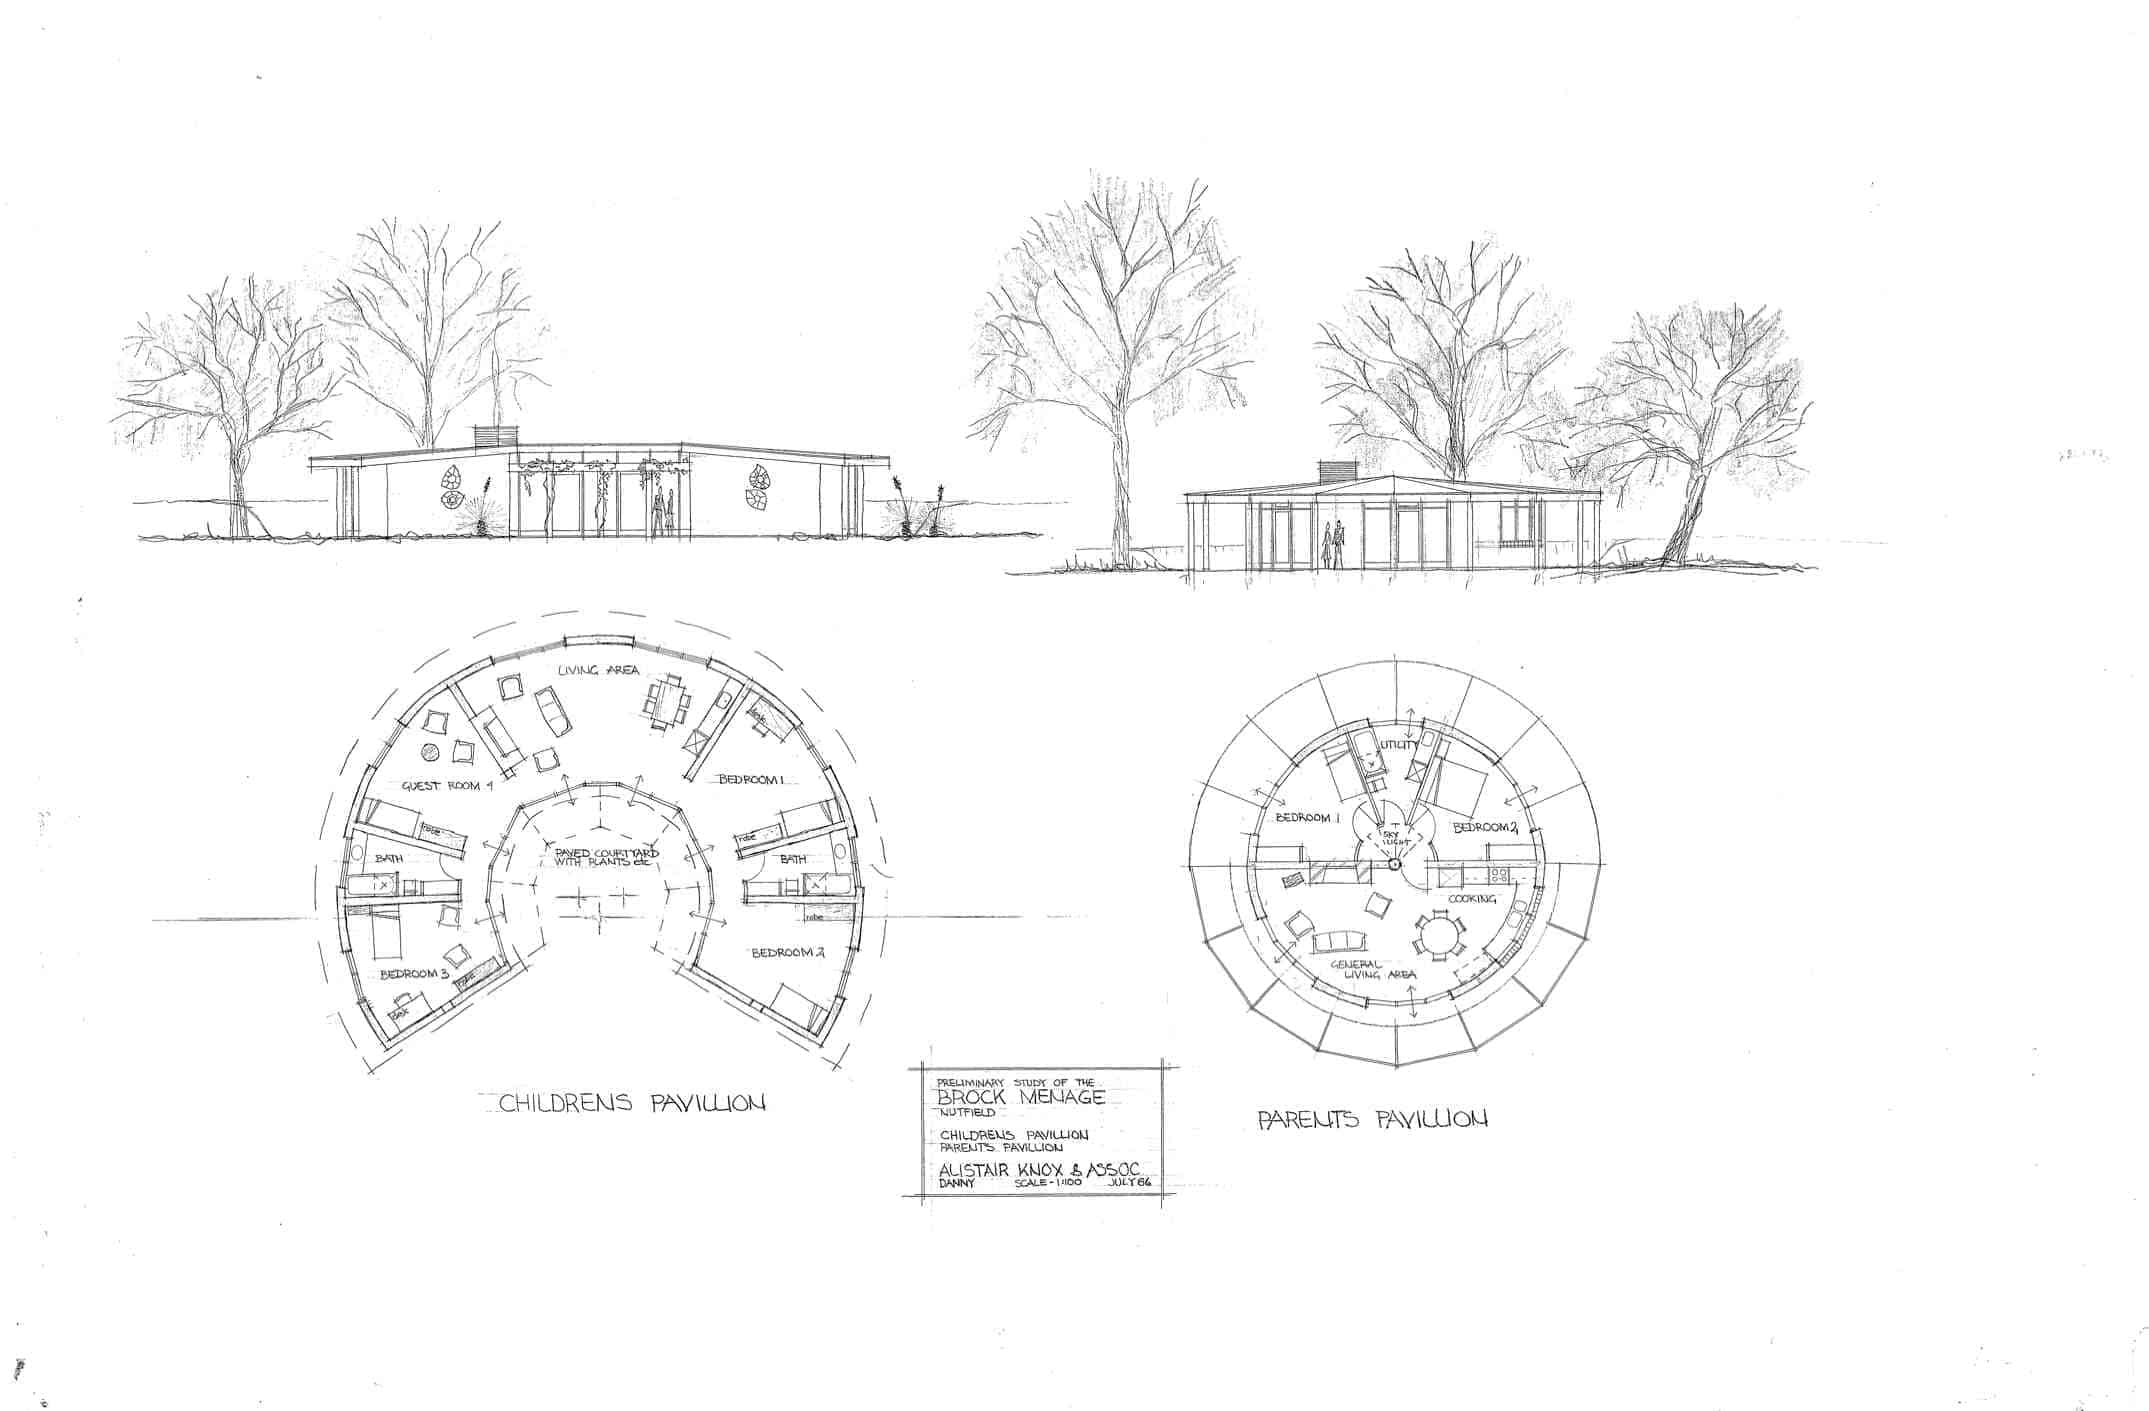 LIVING AREA
desk
GUEST ROOM 4
BEDROOM 1
robe
robe
BATH
PAVED COURTYARD
WITH PLANTS etc
BATH
robe
BEDROOM 3
robe
desk
BEDROOM 2
CHILDRENS PAVILLION
UTILITY
BEDROOM 1
SKY
LIGHT
BEDROOM 2
COOKING
GENERAL
LIVING AREA
PARENTS PAVILLION
PRELIMINARY STUDY OF THE
BROCK MENAGE
NUTFIELD
CHILDRENS PAVILLION
PARENTS PAVILLION
ALISTAIR KNOX & ASSOC
DANNY SCALE - 1:100 JULY 86